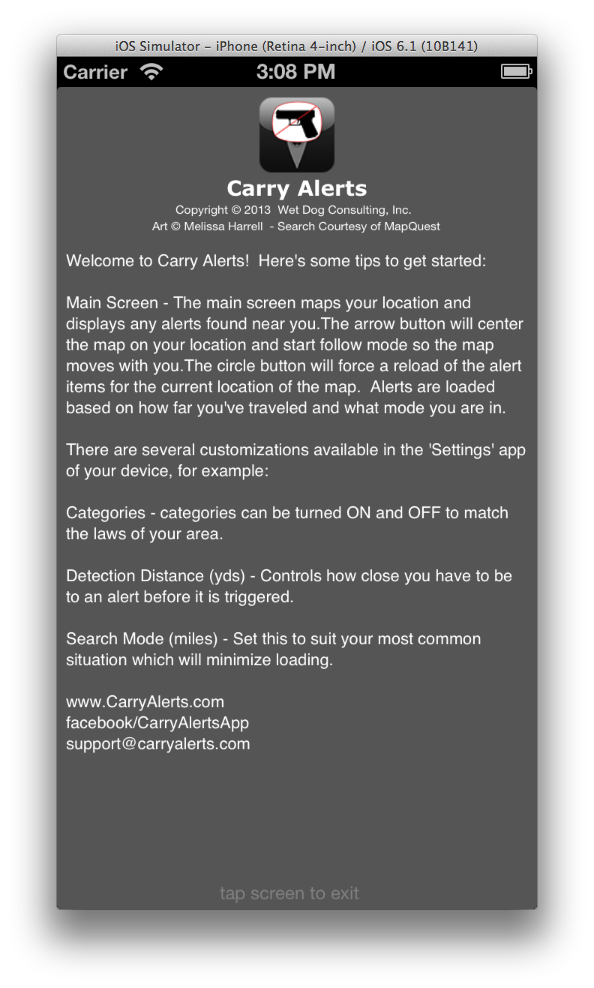 iOS Simulator - iPhone (Retina 4-inch) / iOS 6.1 (10B141)
Carrier 3:08 PM
Carry Alerts
Copyright © 2013  Wet Dog Consulting, Inc.
Art © Melissa Harrell  - Search Courtesy of MapQuest
Welcome to Carry Alerts!  Here's some tips to get started:
Main Screen - The main screen maps your location and
displays any alerts found near you.The arrow button will center
the map on your location and start follow mode so the map
moves with you.The circle button will force a reload of the alert
items for the current location of the map.  Alerts are loaded
based on how far you've traveled and what mode you are in.
There are several customizations available in the 'Settings' app
of your device, for example:
Categories - categories can be turned ON and OFF to match
the laws of your area.
Detection Distance (yds) - Controls how close you have to be
to an alert before it is triggered.
Search Mode (miles) - Set this to suit your most common
situation which will minimize loading.
www.CarryAlerts.com
facebook/CarryAlertsApp
support@carryalerts.com
tap screen to exit